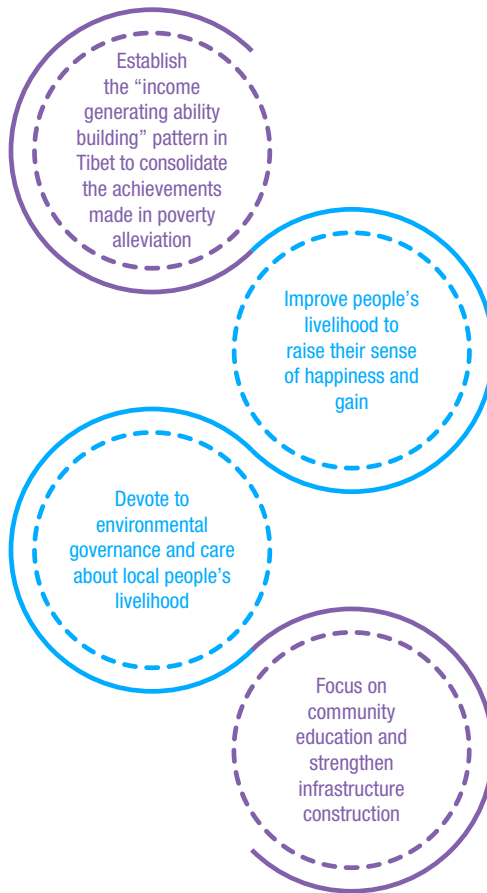 Establish
the “income
generating ability
building” pattern in
Tibet to consolidate
the achievements
made in poverty
alleviation
Improve people’s
livelihood to
raise their sense
of happiness and
gain
Devote to
environmental
governance and care
about local people’s
livelihood
Focus on
community
education and
strengthen
infrastructure
construction